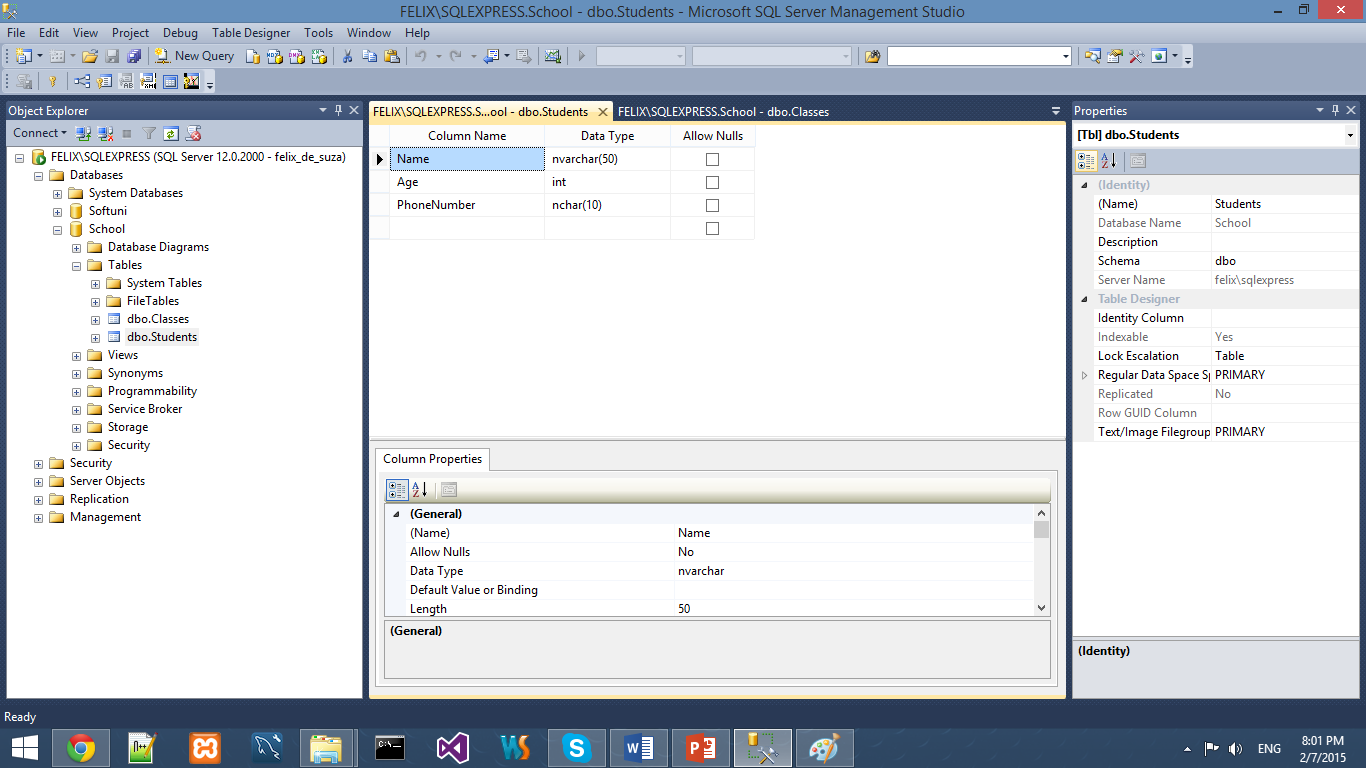 FELIX\SQLEXPRESS.School - dbo.Students - Microsoft SQL Server Management Studio
File Edit View Project Debug Table Designer Tools Window Help
New Query
Object Explorer
Connect
FELIX\SQLEXPRESS (SQL Server 12.0.2000 - felix_de_suza)
Databases
System Databases
Softuni
School
Database Diagrams
Tables
System Tables
FileTables
dbo.Classes
dbo.Students
Views
Synonyms
Programmability
Service Broker
Storage
Security
Security
Server Objects
Replication
Management
FELIX\SQLEXPRESS.S...ool - dbo.Students FELIX\SQLEXPRESS.School - dbo.Classes
Column Name Data Type Allow Nulls
Name nvarchar(50)
Age int
PhoneNumber nchar(10)
Column Properties
(General)
(Name) Name
Allow Nulls No
Data Type nvarchar
Default Value or Binding
Length 50
(General)
Properties
[Tbl] dbo.Students
(Identity)
(Name) Students
Database Name School
Description
Schema dbo
Server Name felix\sqlexpress
Table Designer
Identity Column
Indexable Yes
Lock Escalation Table
Regular Data Space Sp PRIMARY
Replicated No
Row GUID Column
Text/Image Filegroup PRIMARY
(Identity)
Ready
ENG
8:01 PM
2/7/2015